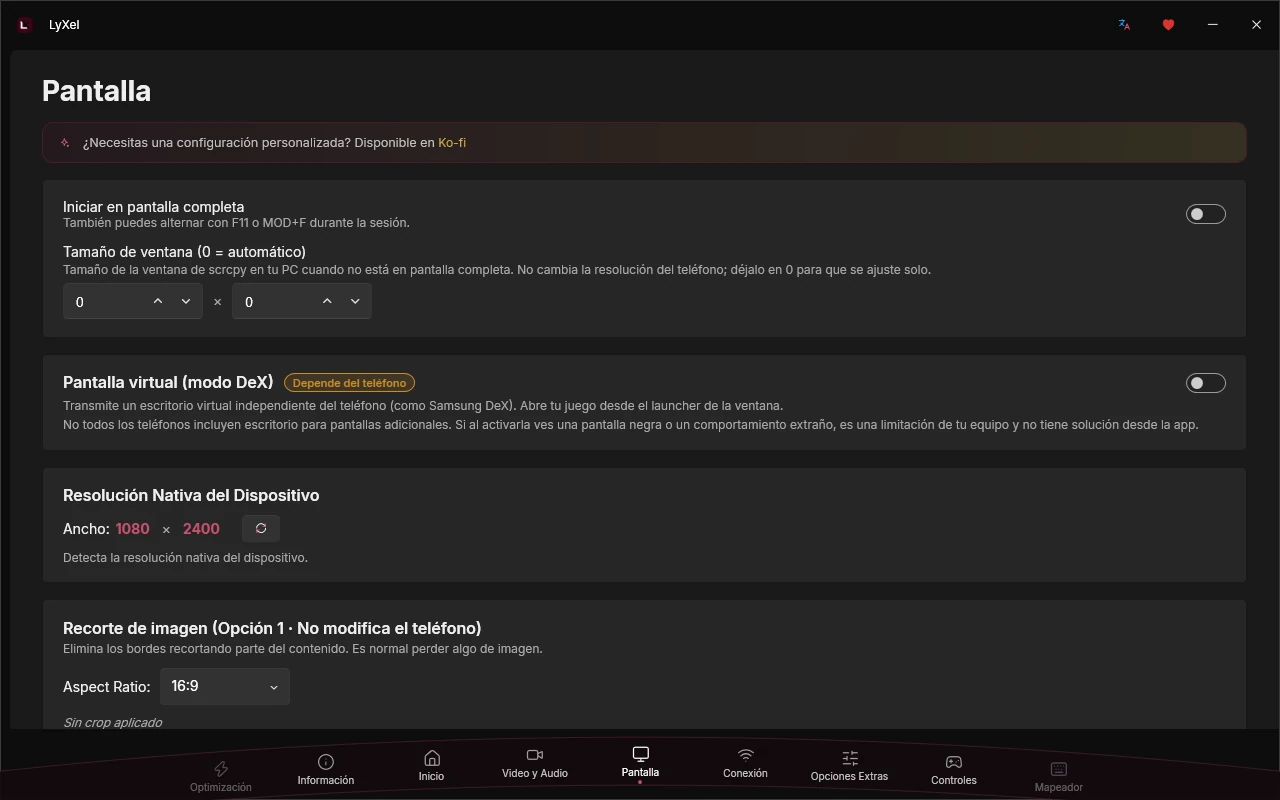 L LyXel
Pantalla
¿Necesitas una configuración personalizada? Disponible en Ko-fi
Iniciar en pantalla completa
También puedes alternar con F11 o MOD+F durante la sesión.
Tamaño de ventana (0 = automático)
Tamaño de la ventana de scrcpy en tu PC cuando no está en pantalla completa. No cambia la resolución del teléfono; déjalo en 0 para que se ajuste solo.
0 × 0
Pantalla virtual (modo DeX) Depende del teléfono
Transmite un escritorio virtual independiente del teléfono (como Samsung DeX). Abre tu juego desde el launcher de la ventana.
No todos los teléfonos incluyen escritorio para pantallas adicionales. Si al activarla ves una pantalla negra o un comportamiento extraño, es una limitación de tu equipo y no tiene solución desde la app.
Resolución Nativa del Dispositivo
Ancho: 1080 × 2400
Detecta la resolución nativa del dispositivo.
Recorte de imagen (Opción 1 · No modifica el teléfono)
Elimina los bordes recortando parte del contenido. Es normal perder algo de imagen.
Aspect Ratio: 16:9
Sin crop aplicado
Optimización Información Inicio Video y Audio Pantalla Conexión Opciones Extras Controles Mapeador